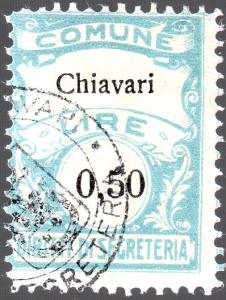 COMUNE
Chiavari
LIRE
0,50
DIRITTI DI SEGRETERIA